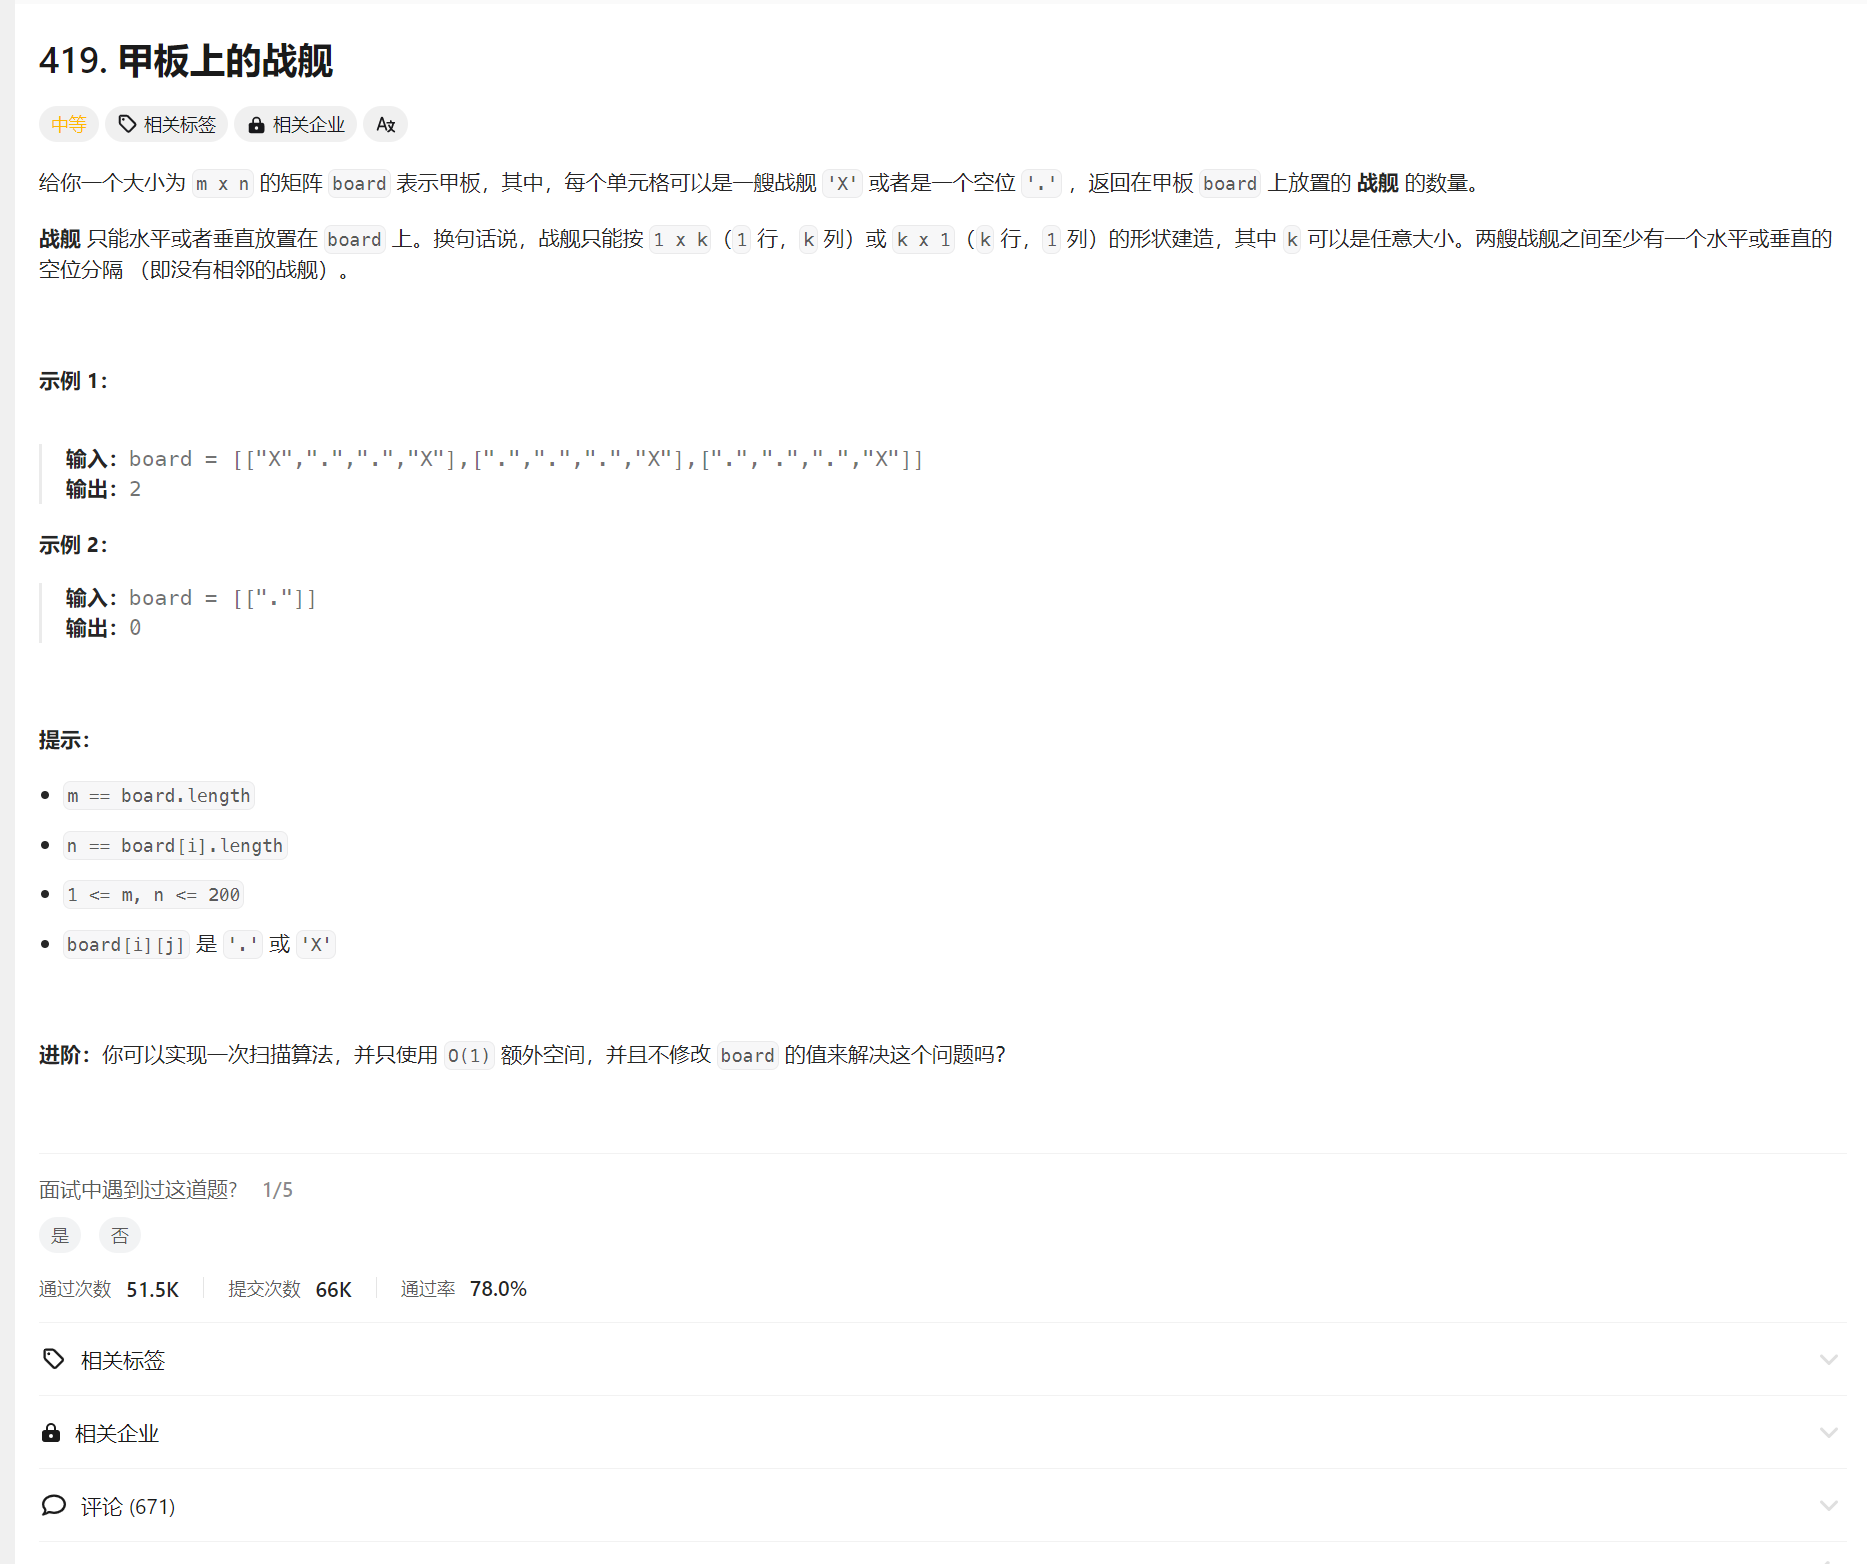 419. 甲板上的战舰
中等 相关标签 相关企业
给你一个大小为 m x n 的矩阵 board 表示甲板，其中，每个单元格可以是一艘战舰 'X' 或者是一个空位 '.' ，返回在甲板 board 上放置的 战舰 的数量。
战舰 只能水平或者垂直放置在 board 上。换句话说，战舰只能按 1 x k（1 行，k 列）或 k x 1（k 行，1 列）的形状建造，其中 k 可以是任意大小。两艘战舰之间至少有一个水平或垂直的
空位分隔 （即没有相邻的战舰）。
示例 1：
输入：board = [["X",".",".","X"],[".",".",".","X"],[".",".",".","X"]]
输出：2
示例 2：
输入：board = [["."]]
输出：0
提示：
m == board.length
n == board[i].length
1 <= m, n <= 200
board[i][j] 是 '.' 或 'X'
进阶：你可以实现一次扫描算法，并只使用 O(1) 额外空间，并且不修改 board 的值来解决这个问题吗？
面试中遇到过这道题? 1/5
是 否
通过次数 51.5K 提交次数 66K 通过率 78.0%
相关标签
相关企业
评论 (671)